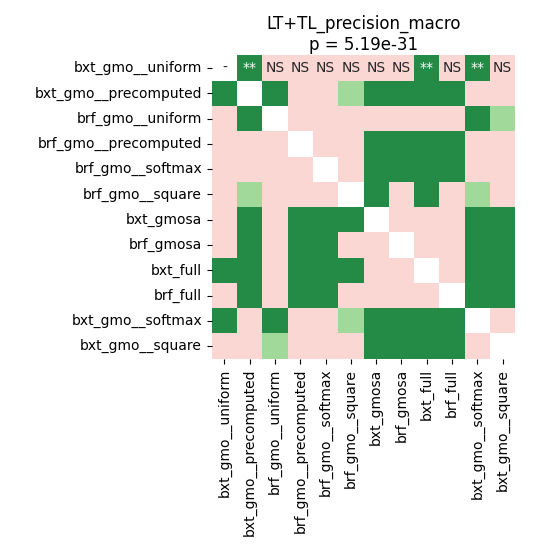 LT+TL_precision_macro
p = 5.19e-31
bxt_gmo__uniform - ** NS NS NS NS NS NS ** NS ** NS
bxt_gmo__precomputed
brf_gmo__uniform
brf_gmo__precomputed
brf_gmo__softmax
brf_gmo__square
bxt_gmosa
brf_gmosa
bxt_full
brf_full
bxt_gmo__softmax
bxt_gmo__square
bxt_gmo__uniform
bxt_gmo__precomputed
brf_gmo__uniform
brf_gmo__precomputed
brf_gmo__softmax
brf_gmo__square
bxt_gmosa
brf_gmosa
bxt_full
brf_full
bxt_gmo__softmax
bxt_gmo__square